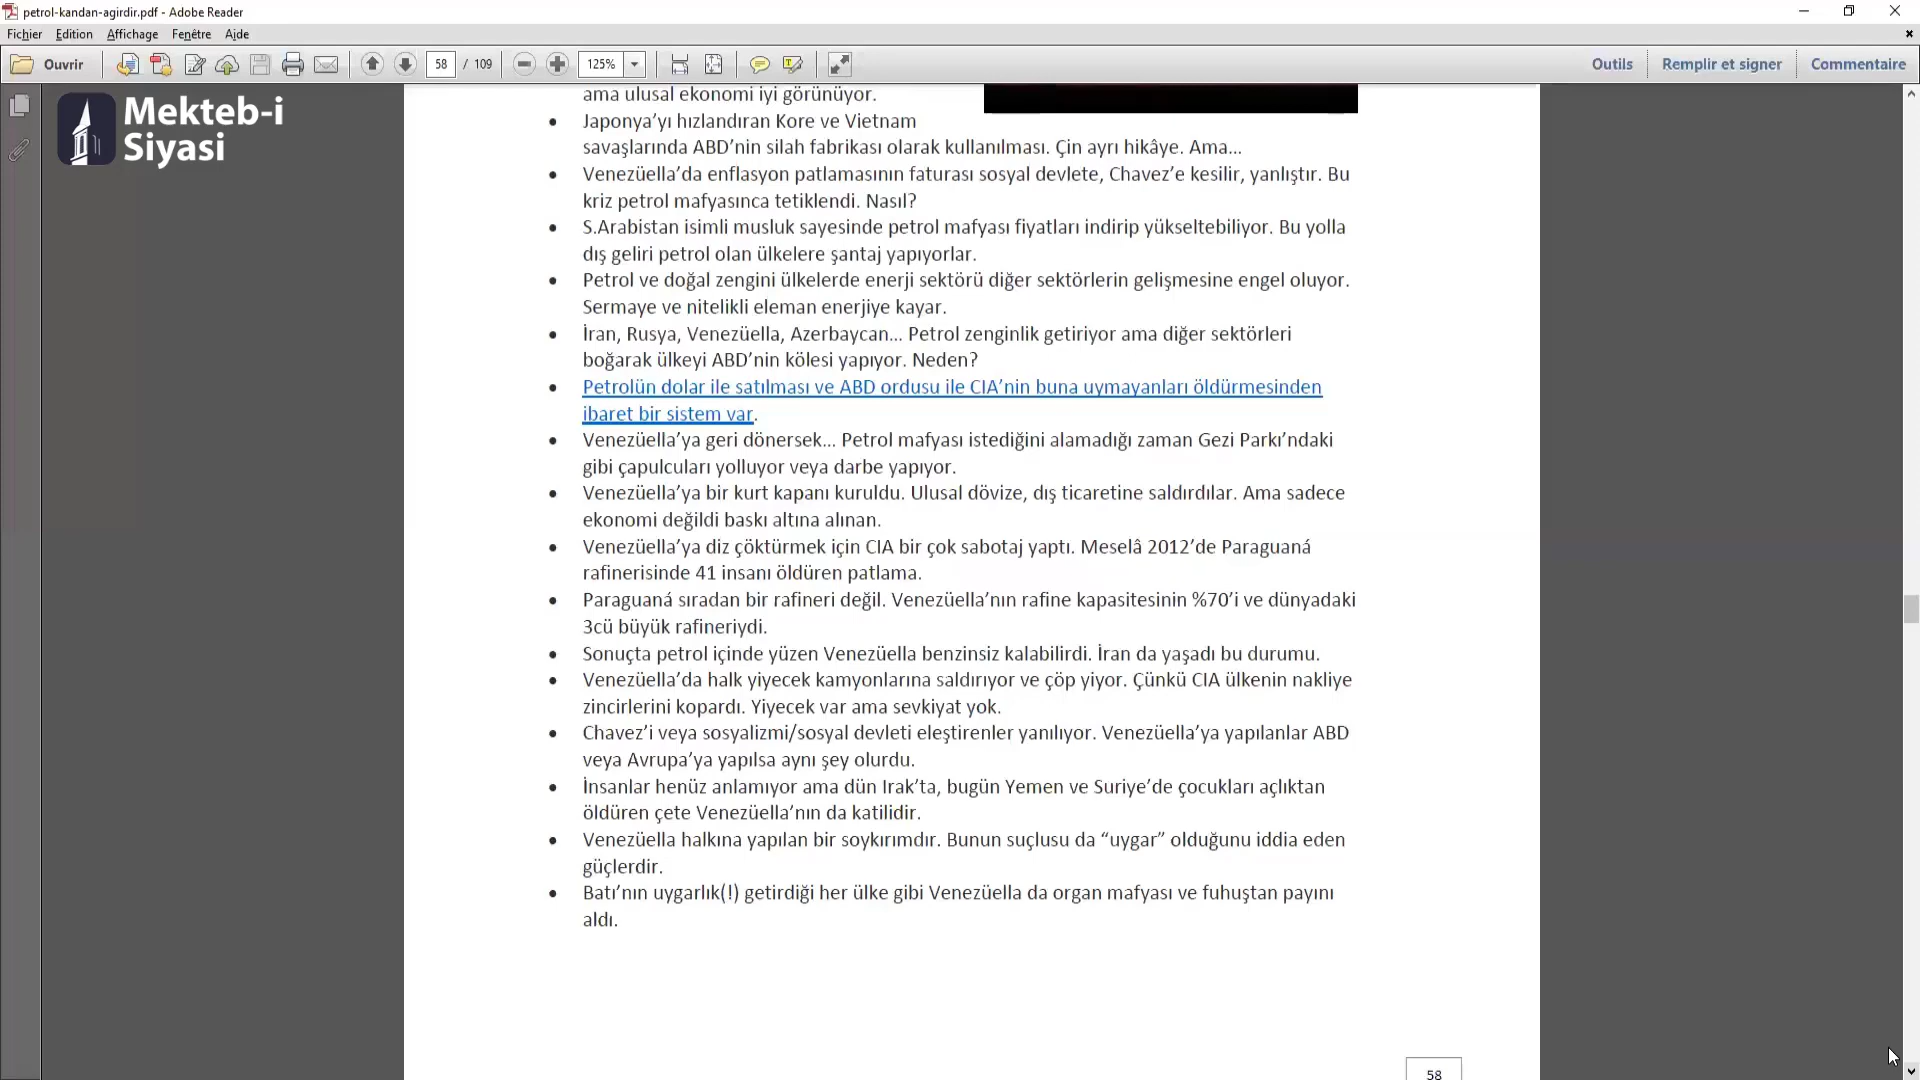 petrol-kandan-agirdir.pdf - Adobe Reader
Fichier Edition Affichage Fenêtre Aide
Ouvrir 58 / 109 125% Outils Remplir et signer Commentaire
Mekteb-i
Siyasi
ama ulusal ekonomi iyi görünüyor.
• Japonya’yı hızlandıran Kore ve Vietnam
savaşlarında ABD’nin silah fabrikası olarak kullanılması. Çin ayrı hikâye. Ama…
• Venezüella’da enflasyon patlamasının faturası sosyal devlete, Chavez’e kesilir, yanlıştır. Bu
kriz petrol mafyasınca tetiklendi. Nasıl?
• S.Arabistan isimli musluk sayesinde petrol mafyası fiyatları indirip yükseltebiliyor. Bu yolla
dış geliri petrol olan ülkelere şantaj yapıyorlar.
• Petrol ve doğal zengini ülkelerde enerji sektörü diğer sektörlerin gelişmesine engel oluyor.
Sermaye ve nitelikli eleman enerjiye kayar.
• İran, Rusya, Venezüella, Azerbaycan… Petrol zenginlik getiriyor ama diğer sektörleri
boğarak ülkeyi ABD’nin kölesi yapıyor. Neden?
• Petrolün dolar ile satılması ve ABD ordusu ile CIA’nin buna uymayanları öldürmesinden
ibaret bir sistem var.
• Venezüella’ya geri dönersek… Petrol mafyası istediğini alamadığı zaman Gezi Parkı’ndaki
gibi çapulcuları yolluyor veya darbe yapıyor.
• Venezüella’ya bir kurt kapanı kuruldu. Ulusal dövize, dış ticaretine saldırdılar. Ama sadece
ekonomi değildi baskı altına alınan.
• Venezüella’ya diz çöktürmek için CIA bir çok sabotaj yaptı. Meselâ 2012’de Paraguaná
rafinerisinde 41 insanı öldüren patlama.
• Paraguaná sıradan bir rafineri değil. Venezüella’nın rafine kapasitesinin %70’i ve dünyadaki
3cü büyük rafineriydi.
• Sonuçta petrol içinde yüzen Venezüella benzinsiz kalabilirdi. İran da yaşadı bu durumu.
• Venezüella’da halk yiyecek kamyonlarına saldırıyor ve çöp yiyor. Çünkü CIA ülkenin nakliye
zincirlerini kopardı. Yiyecek var ama sevkiyat yok.
• Chavez’i veya sosyalizmi/sosyal devleti eleştirenler yanılıyor. Venezüella’ya yapılanlar ABD
veya Avrupa’ya yapılsa aynı şey olurdu.
• İnsanlar henüz anlamıyor ama dün Irak’ta, bugün Yemen ve Suriye’de çocukları açlıktan
öldüren çete Venezüella’nın da katilidir.
• Venezüella halkına yapılan bir soykırımdır. Bunun suçlusu da “uygar” olduğunu iddia eden
güçlerdir.
• Batı’nın uygarlık(!) getirdiği her ülke gibi Venezüella da organ mafyası ve fuhuştan payını
aldı.
58